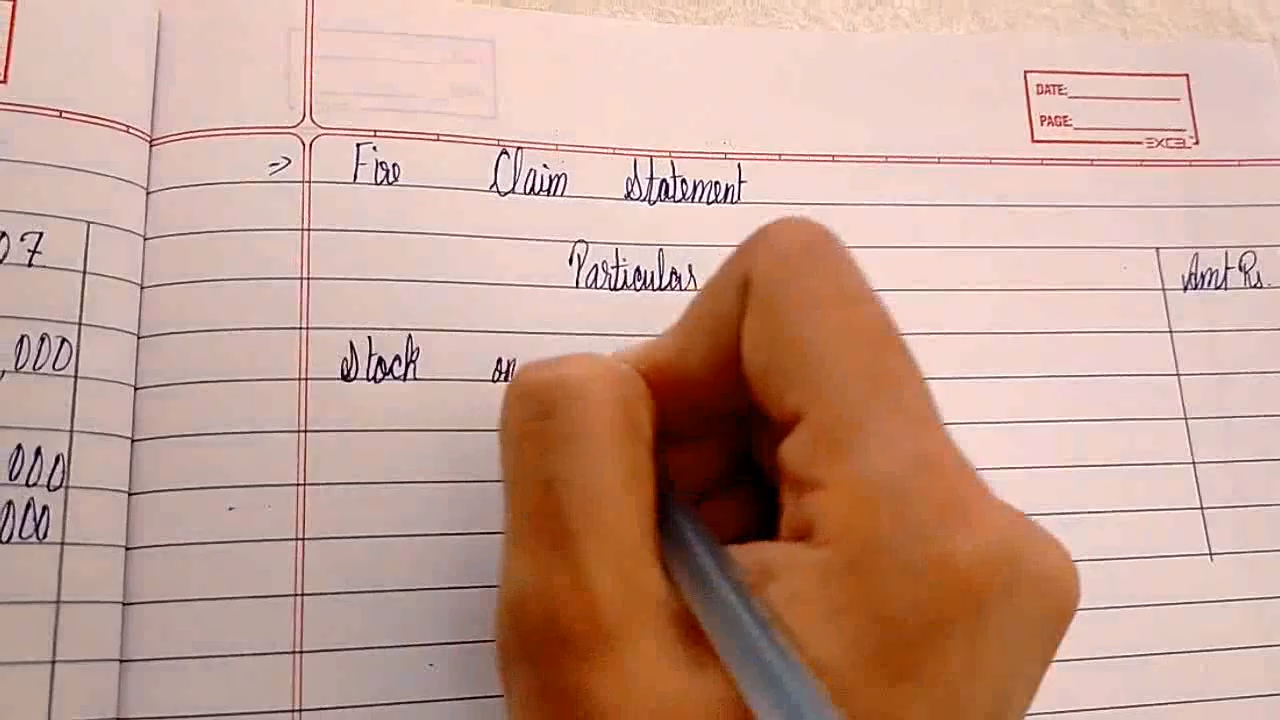 DATE:
PAGE:
EXCEL
⇒ Fire Claim Statement
07
Particulars
Amt Rs.
,000
Stock on
000
000